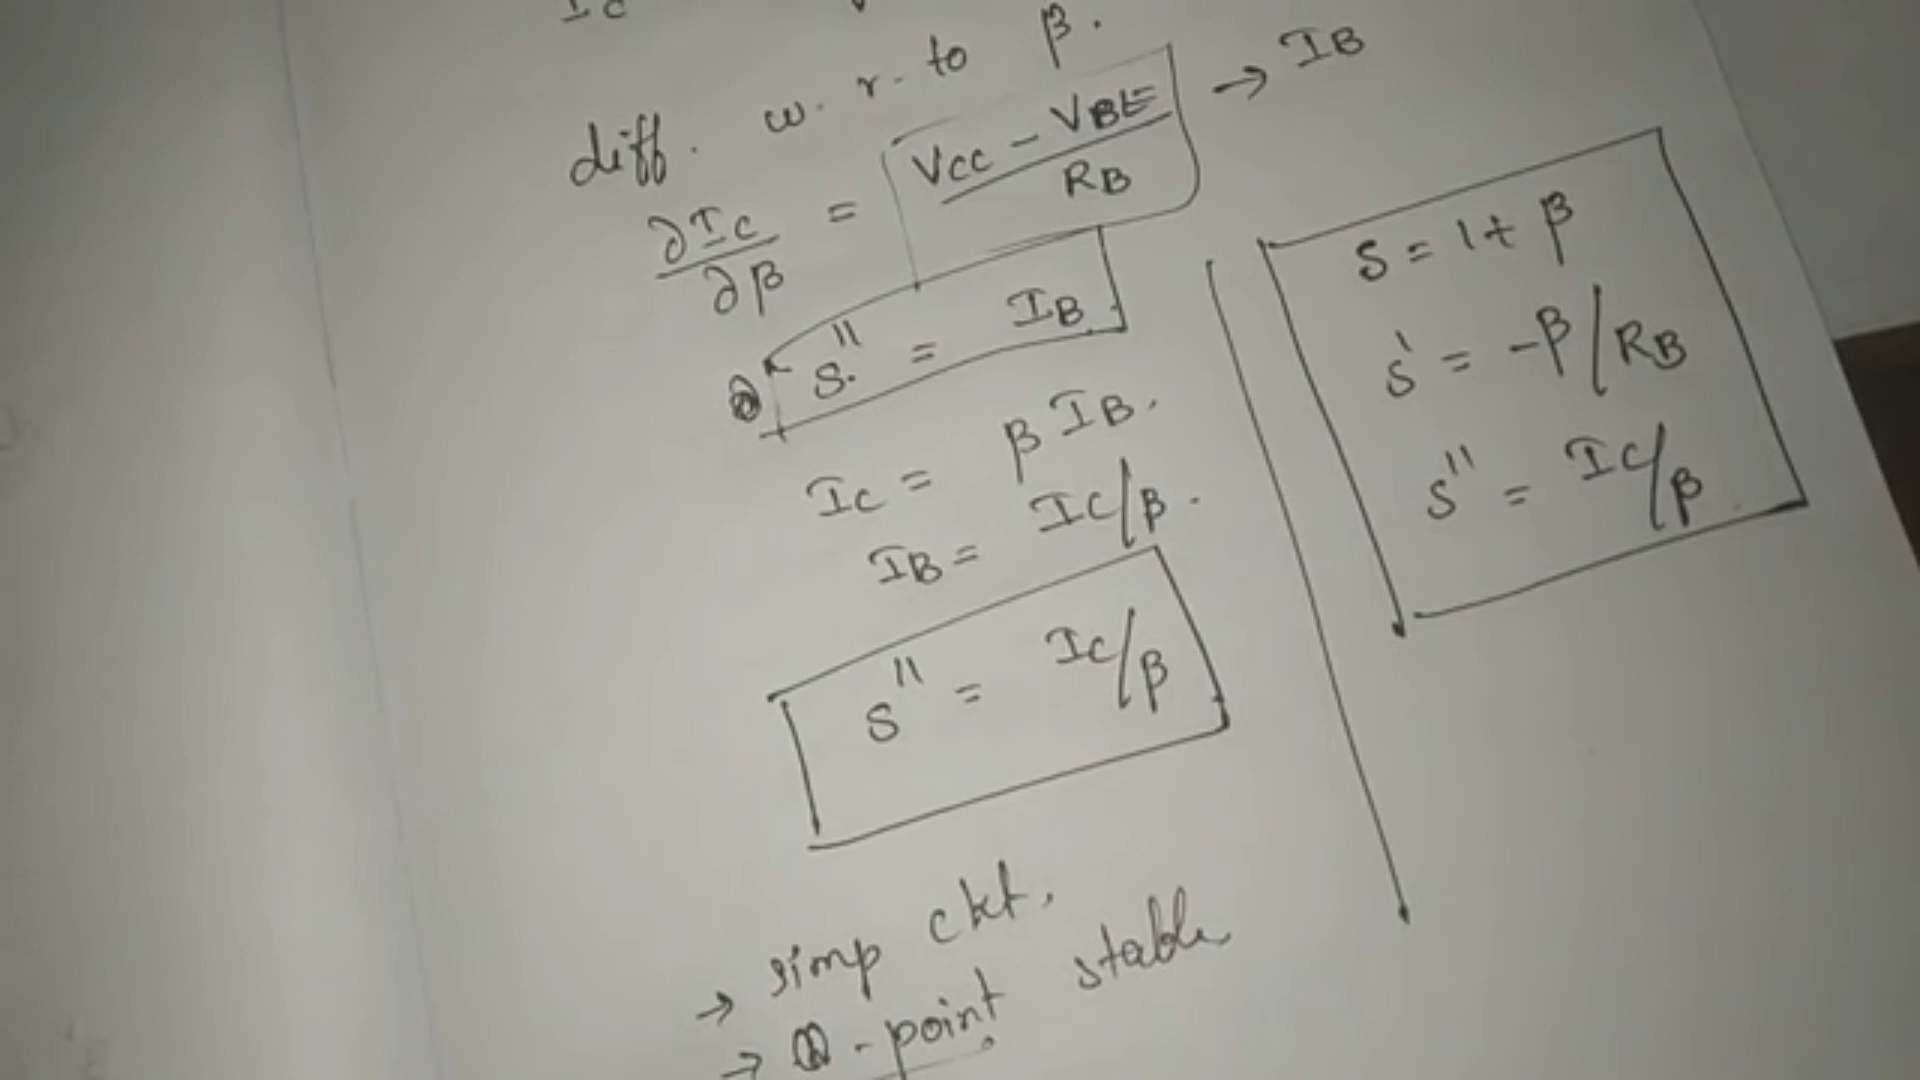 Ic
diff. w. r. to β.
∂Ic/∂β = (Vcc - VBE)/RB → IB
S'' = IB
Ic = β IB.
IB = Ic/β.
S'' = Ic/β
→ simp ckt.
→ Q-point stable
S = 1 + β
S' = -β/RB
S'' = Ic/β